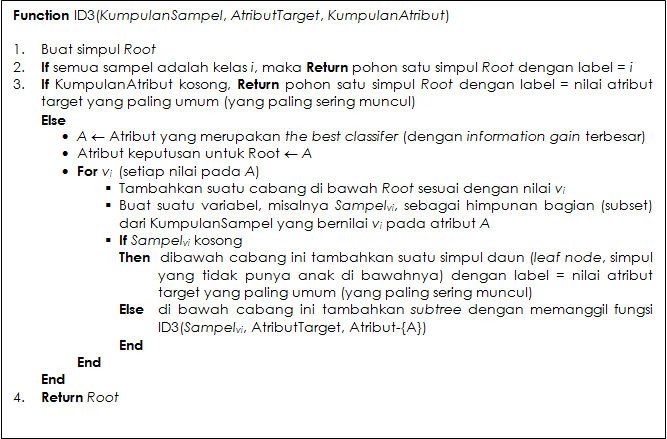 Function ID3(KumpulanSampel, AtributTarget, KumpulanAtribut)
1. Buat simpul Root
2. If semua sampel adalah kelas i, maka Return pohon satu simpul Root dengan label = i
3. If KumpulanAtribut kosong, Return pohon satu simpul Root dengan label = nilai atribut
target yang paling umum (yang paling sering muncul)
Else
• A ← Atribut yang merupakan the best classifer (dengan information gain terbesar)
• Atribut keputusan untuk Root ← A
• For vi (setiap nilai pada A)
▪ Tambahkan suatu cabang di bawah Root sesuai dengan nilai vi
▪ Buat suatu variabel, misalnya Sampelvi, sebagai himpunan bagian (subset)
dari KumpulanSampel yang bernilai vi pada atribut A
▪ If Sampelvi kosong
Then dibawah cabang ini tambahkan suatu simpul daun (leaf node, simpul
yang tidak punya anak di bawahnya) dengan label = nilai atribut
target yang paling umum (yang paling sering muncul)
Else di bawah cabang ini tambahkan subtree dengan memanggil fungsi
ID3(Sampelvi, AtributTarget, Atribut-{A})
End
End
End
4. Return Root